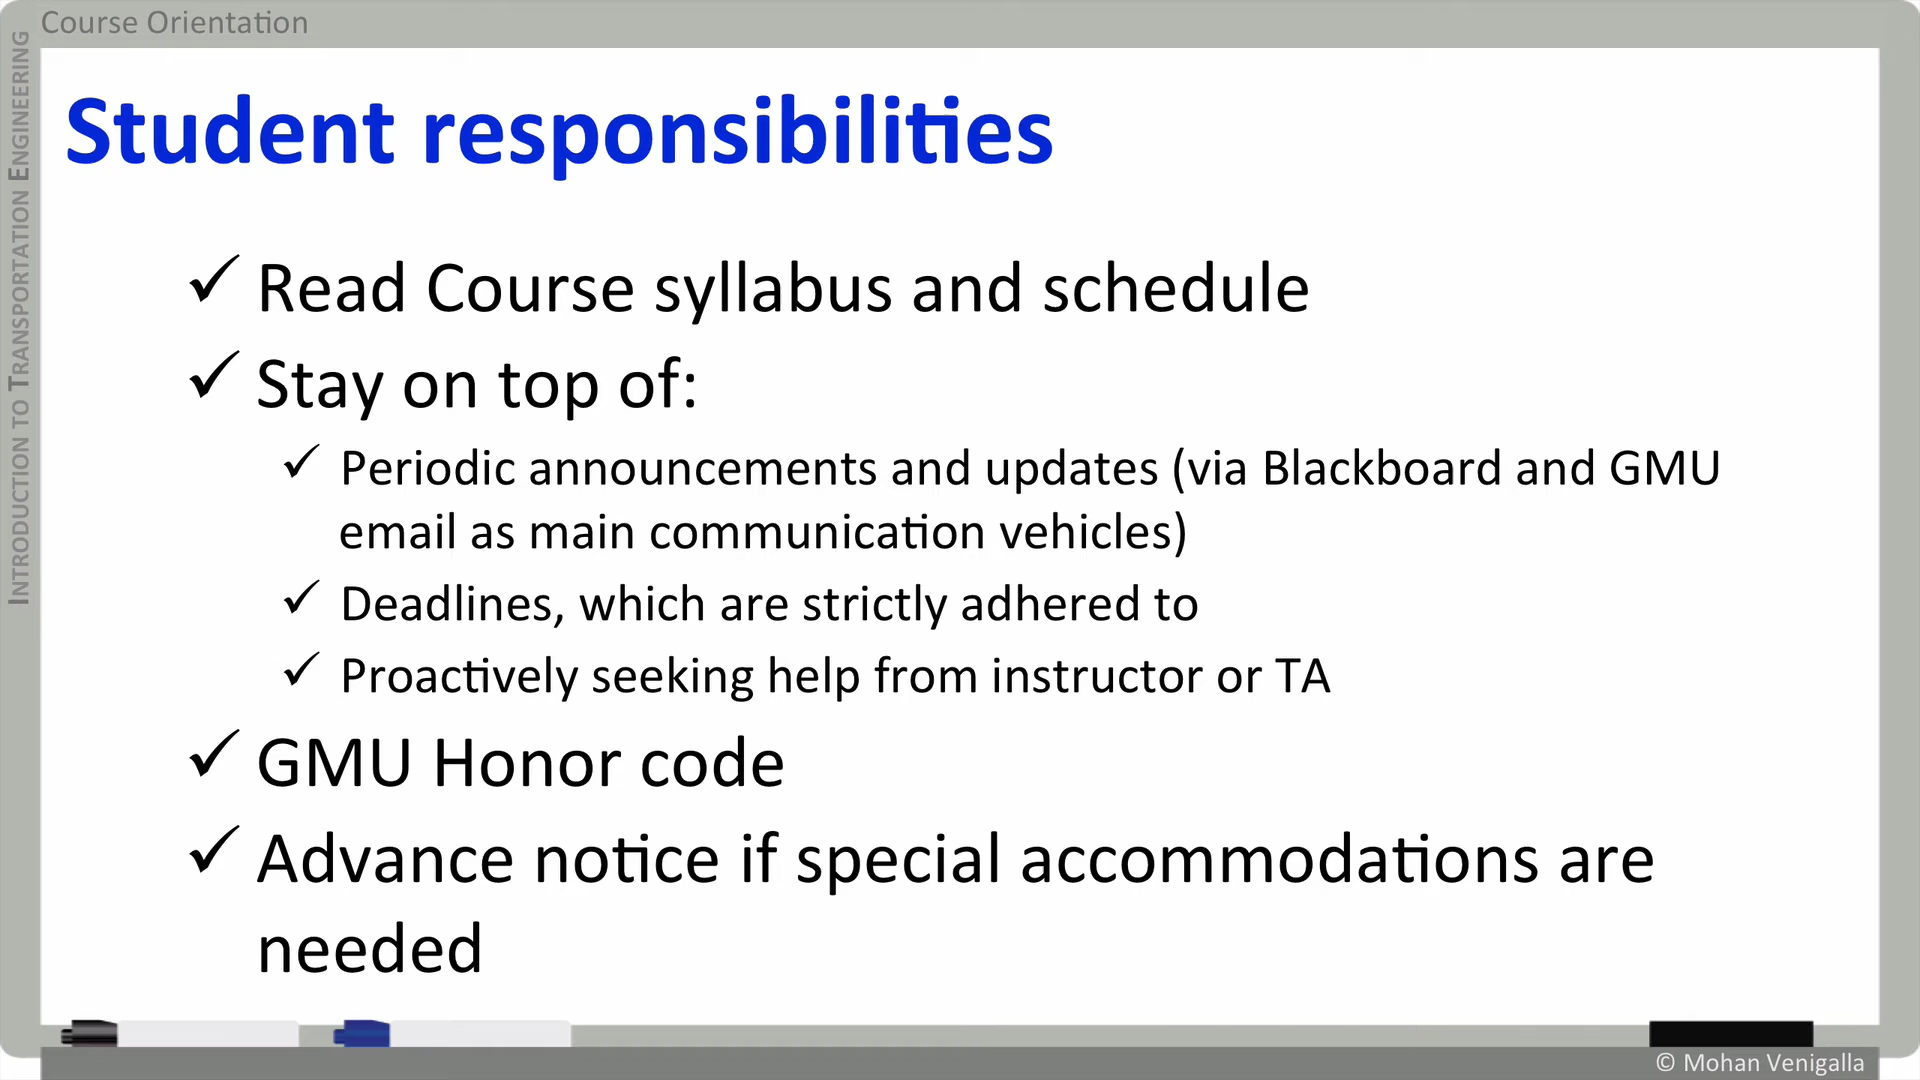 Course Orientation
INTRODUCTION TO TRANSPORTATION ENGINEERING
Student responsibilities
✓ Read Course syllabus and schedule
✓ Stay on top of:
✓ Periodic announcements and updates (via Blackboard and GMU
email as main communication vehicles)
✓ Deadlines, which are strictly adhered to
✓ Proactively seeking help from instructor or TA
✓ GMU Honor code
✓ Advance notice if special accommodations are
needed
© Mohan Venigalla